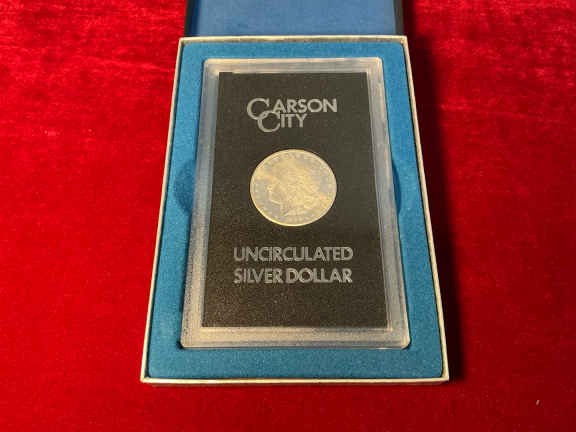 CARSON
CITY
UNCIRCULATED
SILVER DOLLAR